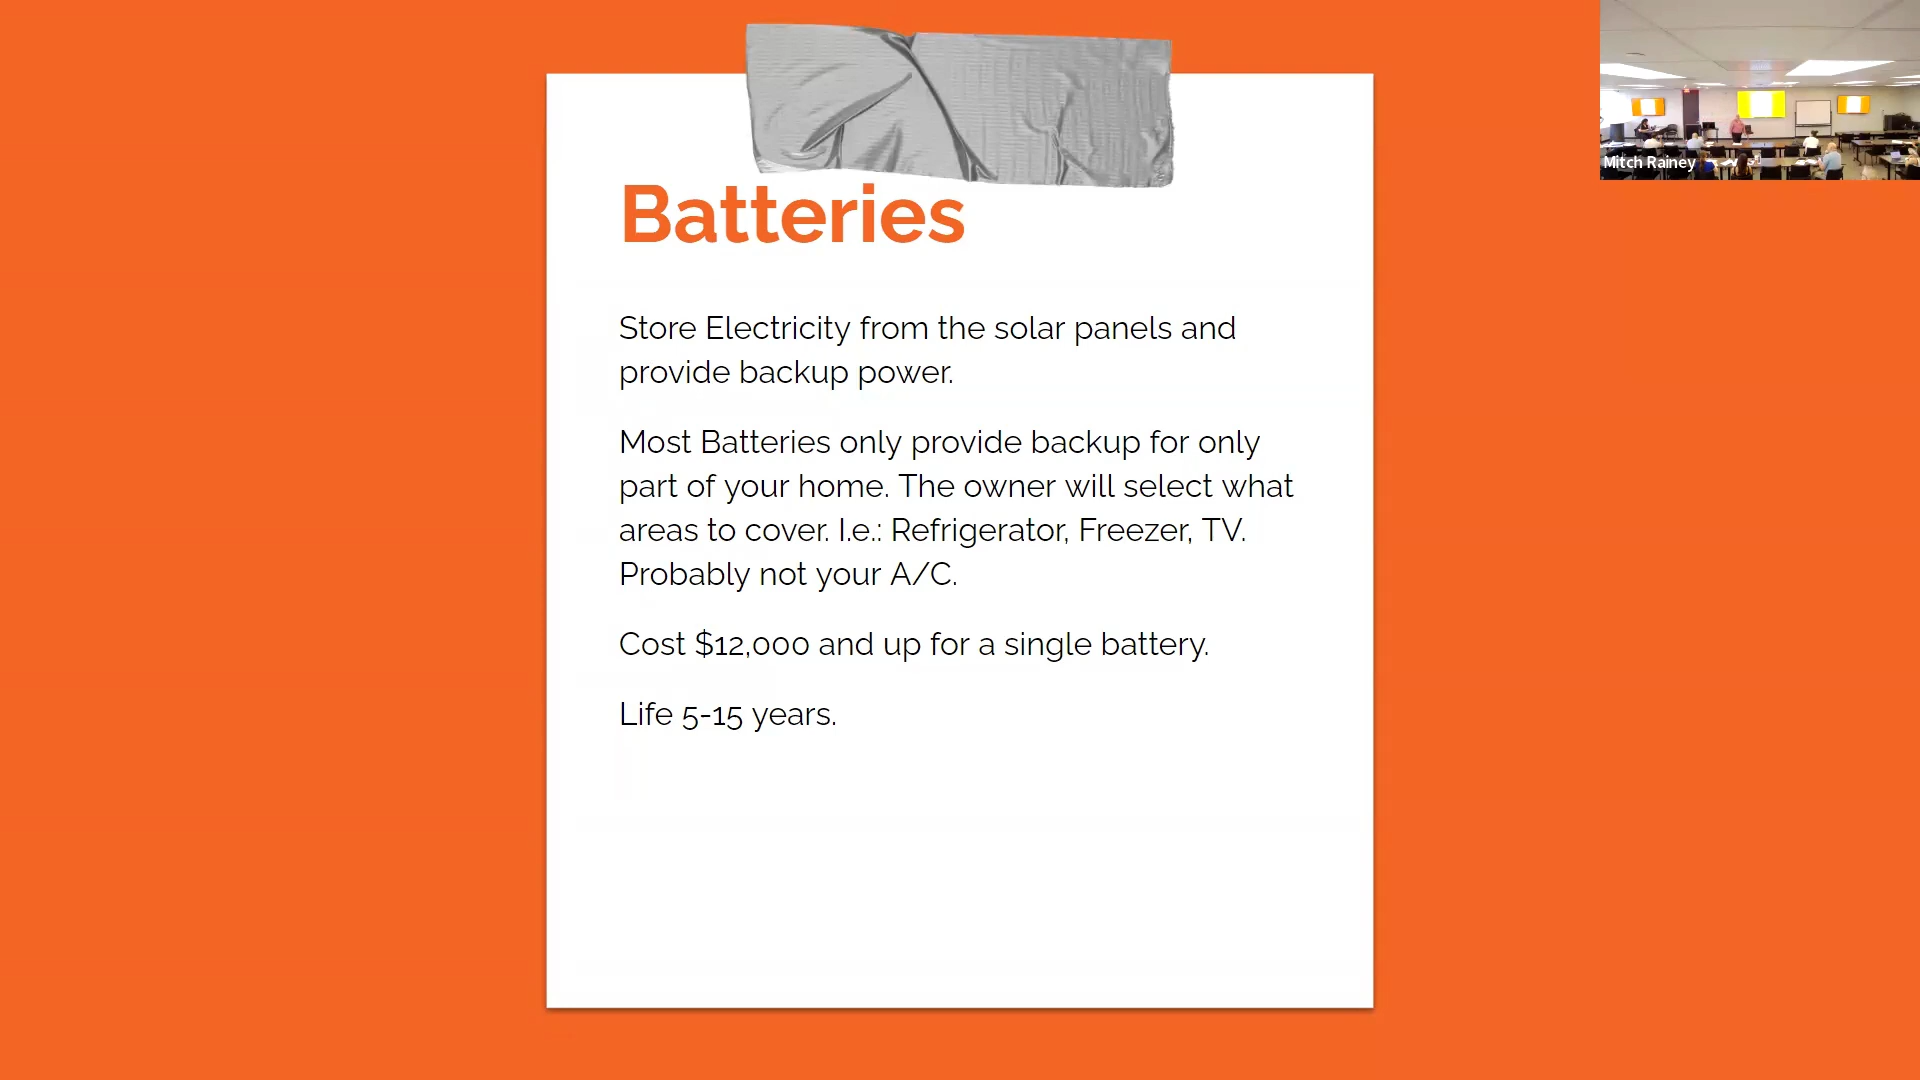 Batteries
Store Electricity from the solar panels and
provide backup power.
Most Batteries only provide backup for only
part of your home. The owner will select what
areas to cover. I.e.: Refrigerator, Freezer, TV.
Probably not your A/C.
Cost $12,000 and up for a single battery.
Life 5-15 years.
Mitch Rainey